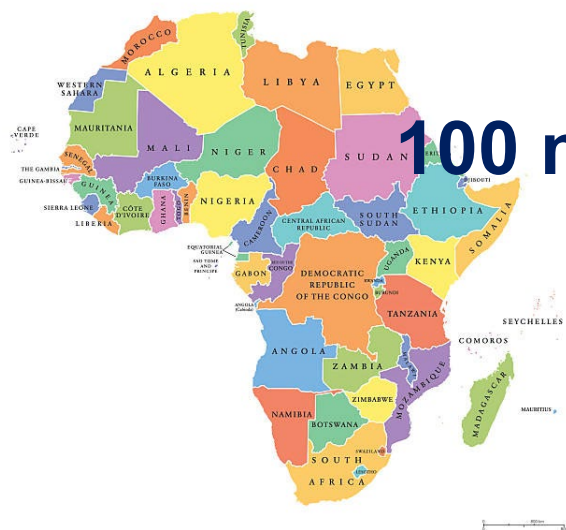 TUNISIA
MOROCCO
ALGERIA
LIBYA
EGYPT
WESTERN
SAHARA
CAPE
VERDE
MAURITANIA
MALI
NIGER
CHAD
SUDAN
100
SENEGAL
THE GAMBIA
GUINEA-BISSAU
GUINEA
SIERRA LEONE
LIBERIA
CÔTE
D'IVOIRE
BURKINA
FASO
GHANA
TOGO
BENIN
NIGERIA
CAMEROON
CENTRAL AFRICAN
REPUBLIC
SOUTH
SUDAN
ETHIOPIA
DJIBOUTI
SOMALIA
EQUATORIAL
GUINEA
SAO TOME
AND
PRINCIPE
GABON
CONGO
DEMOCRATIC
REPUBLIC
OF THE CONGO
UGANDA
KENYA
RWANDA
BURUNDI
TANZANIA
SEYCHELLES
COMOROS
ANGOLA
(Cabinda)
ANGOLA
ZAMBIA
MOZAMBIQUE
ZIMBABWE
MADAGASCAR
MAURITIUS
NAMIBIA
BOTSWANA
SWAZILAND
LESOTHO
SOUTH
AFRICA